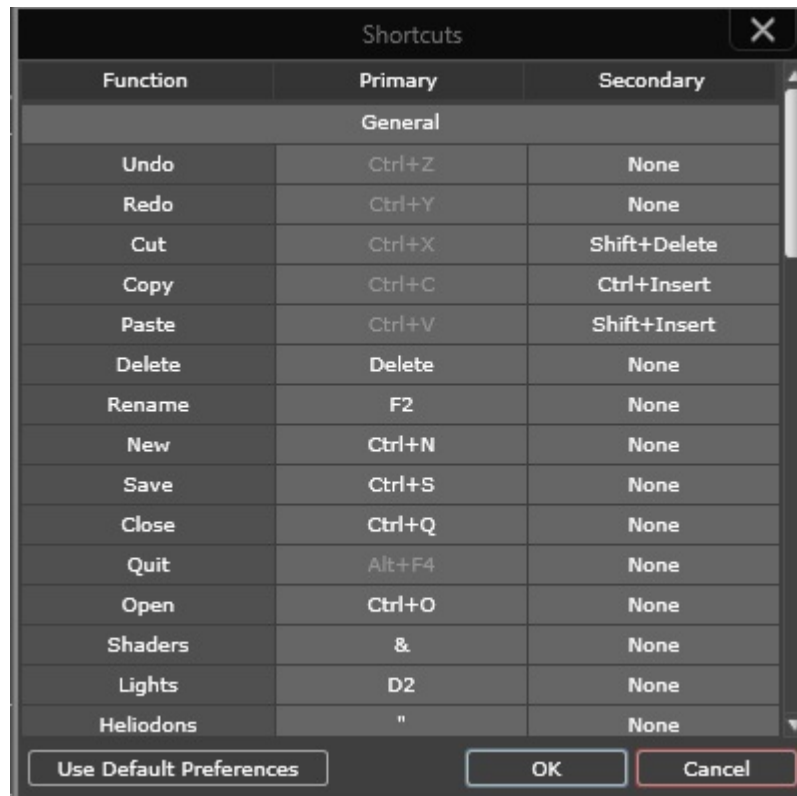 Shortcuts
Function Primary Secondary
General
Undo Ctrl+Z None
Redo Ctrl+Y None
Cut Ctrl+X Shift+Delete
Copy Ctrl+C Ctrl+Insert
Paste Ctrl+V Shift+Insert
Delete Delete None
Rename F2 None
New Ctrl+N None
Save Ctrl+S None
Close Ctrl+Q None
Quit Alt+F4 None
Open Ctrl+O None
Shaders & None
Lights D2 None
Heliodons " None
Use Default Preferences OK Cancel